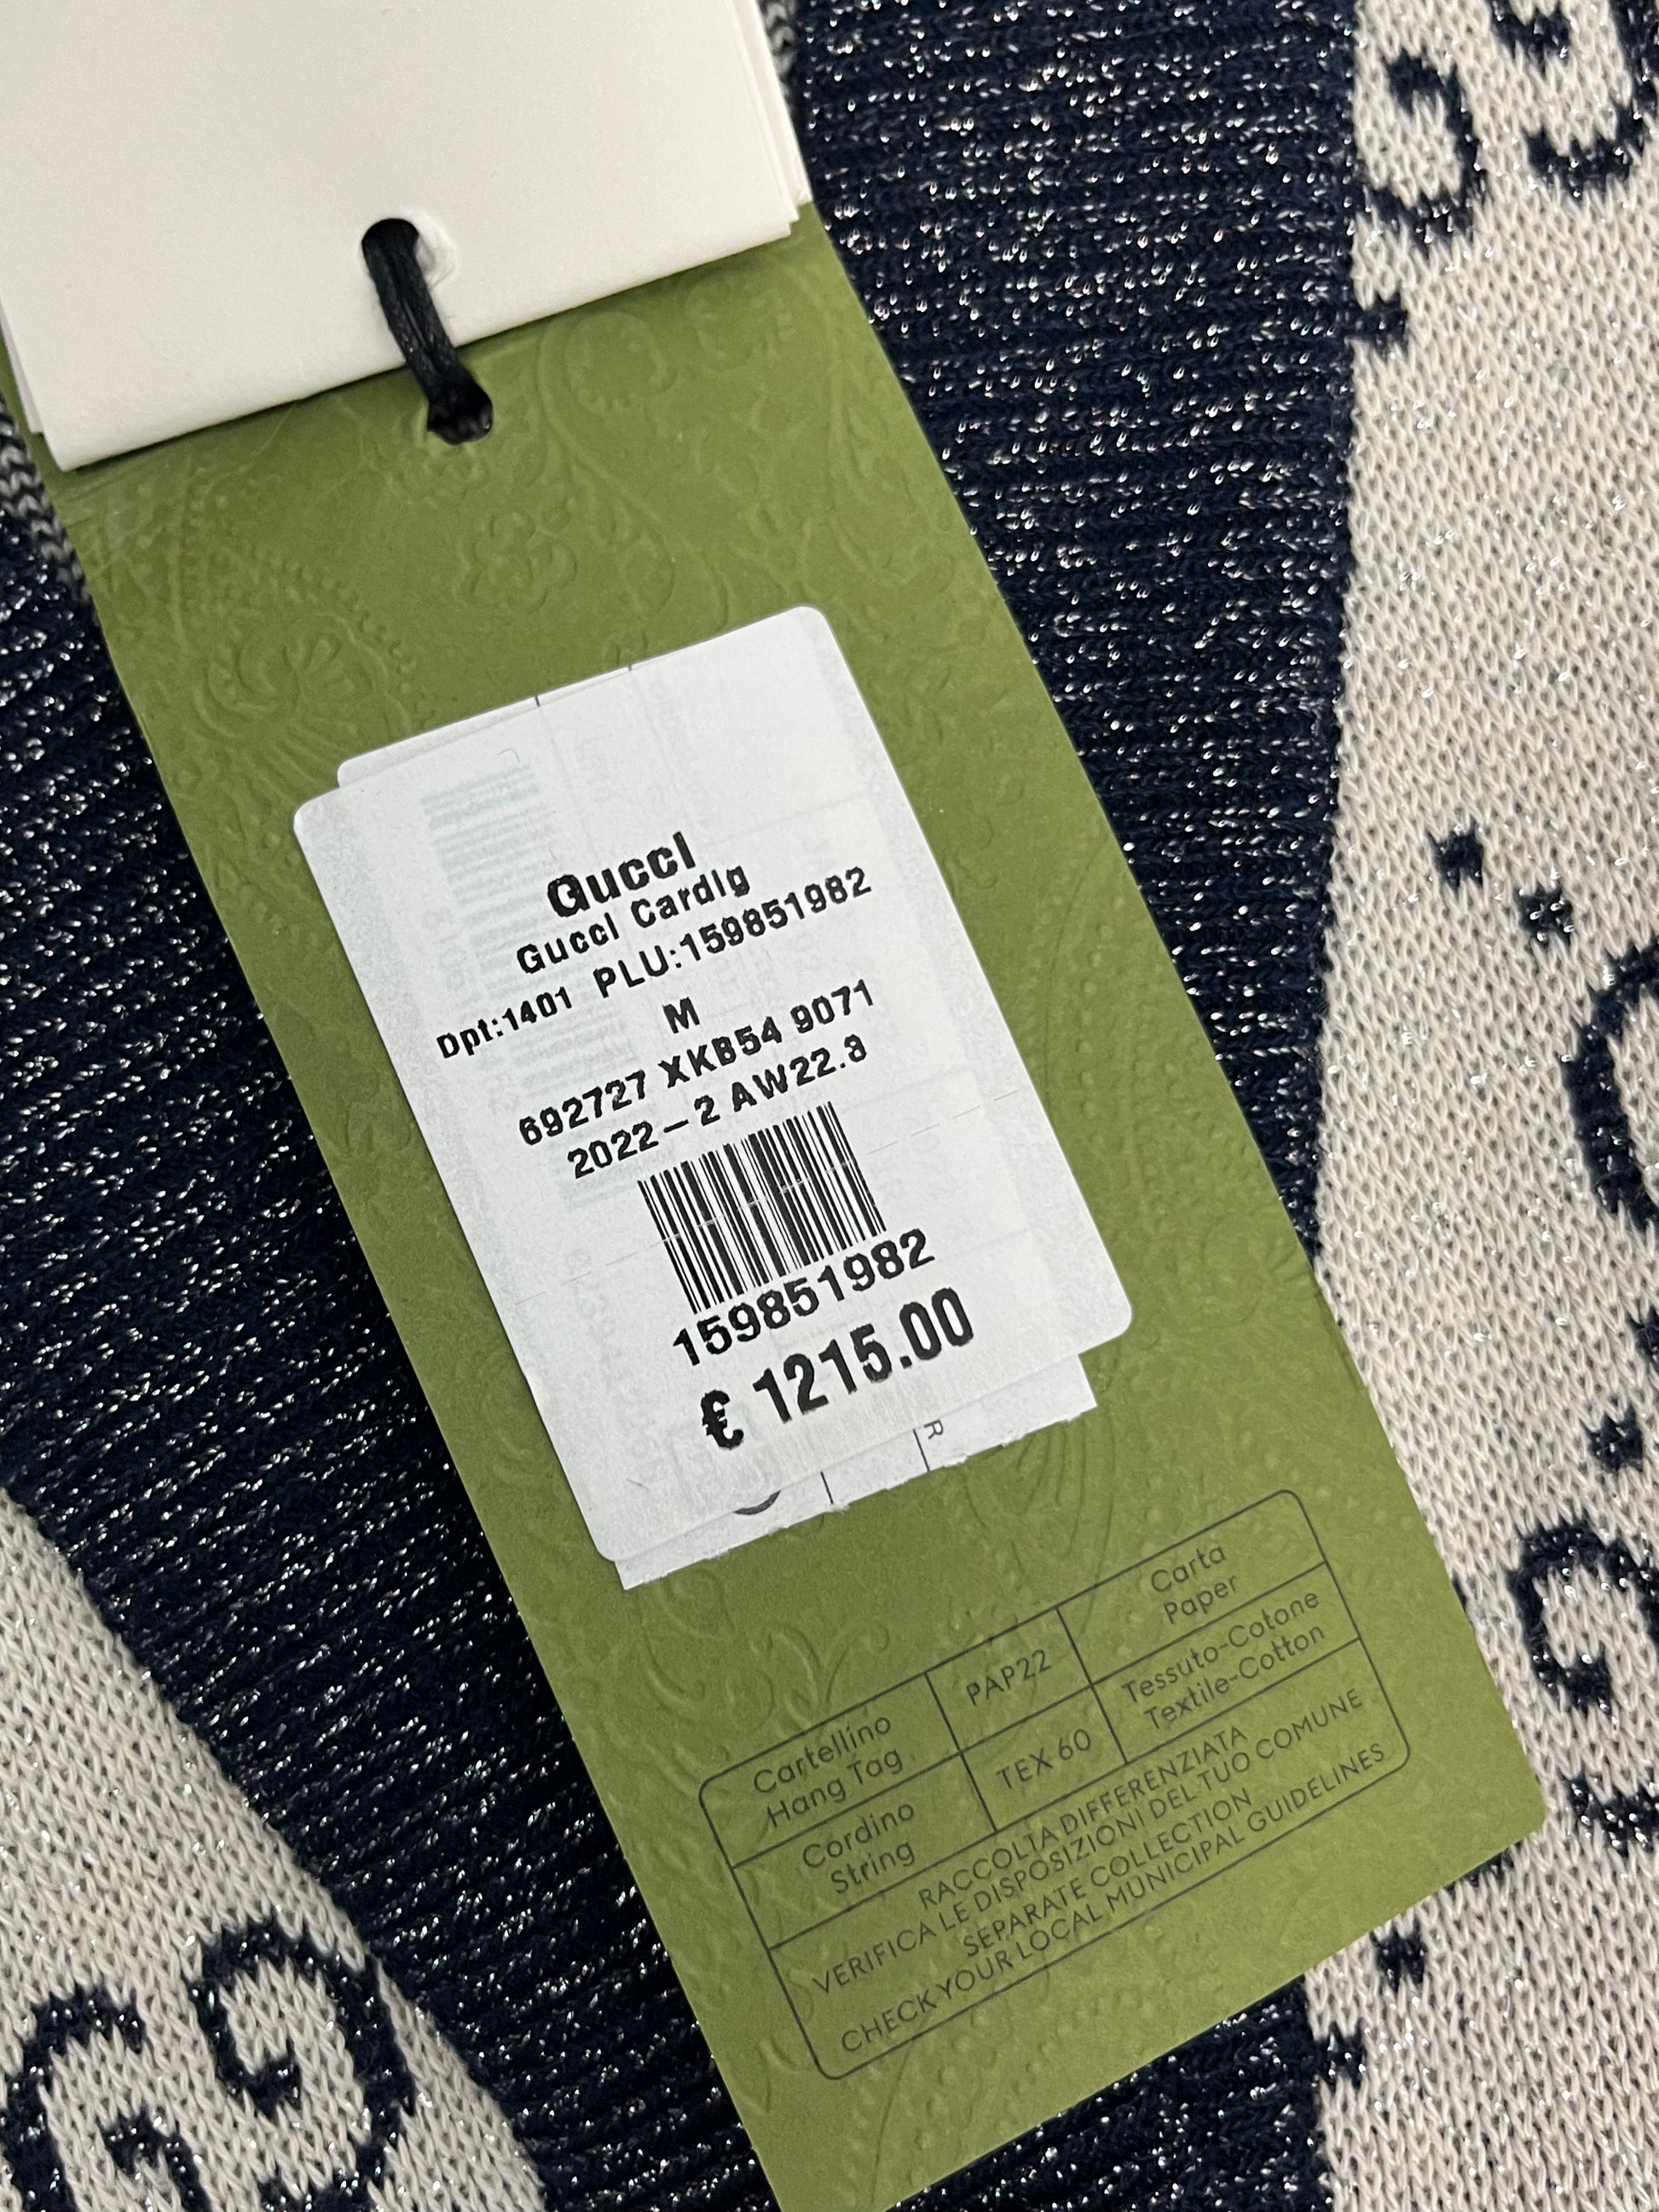 Gucci
Gucci Cardig
Dpt:1401 PLU:159851982
M
692727 XKB54 9071
2022-2 AW22.3
159851982
€ 1215.00
R
Cartellino
Hang Tag
PAP22
Carta
Paper
Cordino
String
TEX 60
Tessuto-Cotone
Textile-Cotton
RACCOLTA DIFFERENZIATA
VERIFICA LE DISPOSIZIONI DEL TUO COMUNE
SEPARATE COLLECTION
CHECK YOUR LOCAL MUNICIPAL GUIDELINES